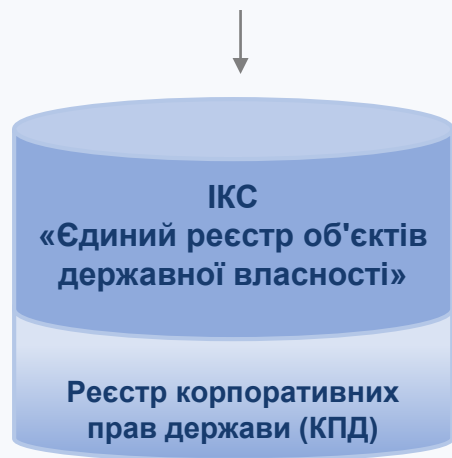 ІКС
«Єдиний реєстр об'єктів
державної власності»
Реєстр корпоративних
прав держави (КПД)